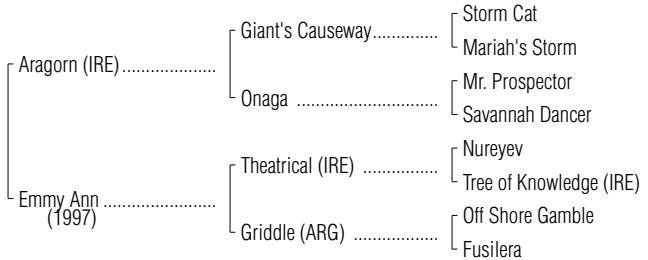 Storm Cat
Giant's Causeway..............
Mariah's Storm
Aragorn (IRE)....................
Mr. Prospector
Onaga ..............................
Savannah Dancer
Nureyev
Theatrical (IRE) ................
Tree of Knowledge (IRE)
Emmy Ann ........................
(1997)
Off Shore Gamble
Griddle (ARG) ..................
Fusilera